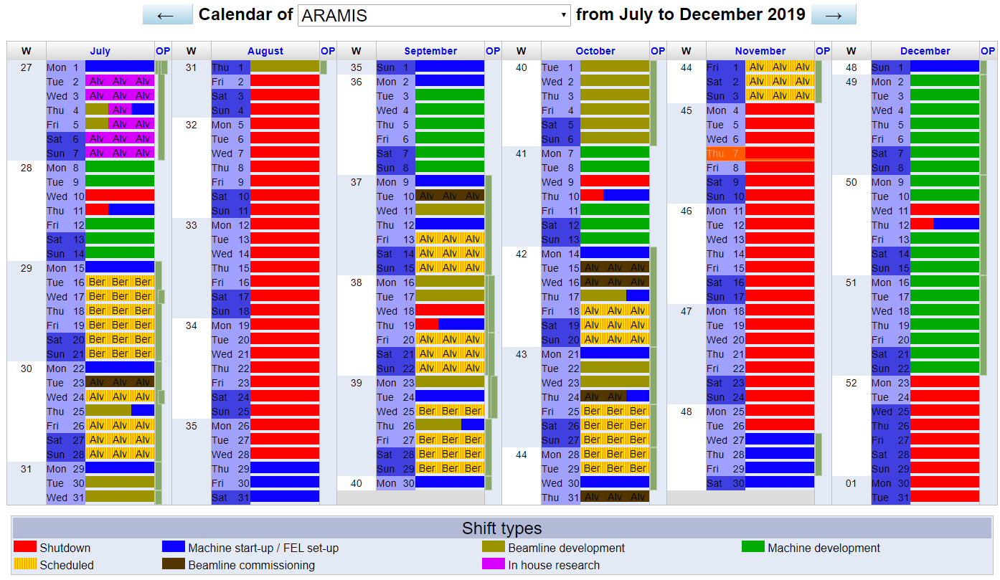 ← Calendar of ARAMIS from July to December 2019 →
W July OP W August OP W September OP W October OP W November OP W December OP
27 Mon 1 31 Thu 1 35 Sun 1 40 Tue 1 44 Fri 1 Alv Alv Alv 48 Sun 1
Tue 2 Alv Alv Alv Fri 2 36 Mon 2 Wed 2 Sat 2 Alv Alv Alv 49 Mon 2
Wed 3 Alv Alv Alv Sat 3 Tue 3 Thu 3 Sun 3 Alv Alv Alv Tue 3
Thu 4 Alv Sun 4 Wed 4 Fri 4 45 Mon 4 Wed 4
Fri 5 Alv 32 Mon 5 Thu 5 Sat 5 Tue 5 Thu 5
Sat 6 Alv Alv Alv Tue 6 Fri 6 Sun 6 Wed 6 Fri 6
Sun 7 Alv Alv Alv Wed 7 Sat 7 41 Mon 7 Thu 7 Sat 7
28 Mon 8 Thu 8 Sun 8 Tue 8 Fri 8 Sun 8
Tue 9 Fri 9 37 Mon 9 Wed 9 Sat 9 50 Mon 9
Wed 10 Sat 10 Tue 10 Alv Alv Alv Thu 10 Sun 10 Tue 10
Thu 11 Sun 11 Wed 11 Fri 11 46 Mon 11 Wed 11
Fri 12 33 Mon 12 Thu 12 Sat 12 Tue 12 Thu 12
Sat 13 Tue 13 Fri 13 Alv Alv Alv Sun 13 Wed 13 Fri 13
Sun 14 Wed 14 Sat 14 Alv Alv Alv 42 Mon 14 Thu 14 Sat 14
29 Mon 15 Thu 15 Sun 15 Alv Alv Alv Tue 15 Alv Alv Alv Fri 15 Sun 15
Tue 16 Ber Ber Ber Fri 16 38 Mon 16 Wed 16 Alv Alv Alv Sat 16 51 Mon 16
Wed 17 Ber Ber Ber Sat 17 Tue 17 Thu 17 Sun 17 Tue 17
Thu 18 Ber Ber Ber Sun 18 Wed 18 Fri 18 Alv Alv Alv 47 Mon 18 Wed 18
Fri 19 Ber Ber Ber 34 Mon 19 Thu 19 Sat 19 Alv Alv Alv Tue 19 Thu 19
Sat 20 Ber Ber Ber Tue 20 Fri 20 Alv Alv Alv Sun 20 Alv Alv Alv Wed 20 Fri 20
Sun 21 Ber Ber Ber Wed 21 Sat 21 Alv Alv Alv 43 Mon 21 Thu 21 Sat 21
30 Mon 22 Thu 22 Sun 22 Alv Alv Alv Tue 22 Fri 22 Sun 22
Tue 23 Alv Alv Alv Fri 23 39 Mon 23 Wed 23 Sat 23 52 Mon 23
Wed 24 Alv Alv Alv Sat 24 Tue 24 Thu 24 Alv Alv Sun 24 Tue 24
Thu 25 Sun 25 Wed 25 Ber Ber Ber Fri 25 Ber Ber Ber 48 Mon 25 Wed 25
Fri 26 Alv Alv Alv 35 Mon 26 Thu 26 Sat 26 Ber Ber Ber Tue 26 Thu 26
Sat 27 Alv Alv Alv Tue 27 Fri 27 Ber Ber Ber Sun 27 Ber Ber Ber Wed 27 Fri 27
Sun 28 Alv Alv Alv Wed 28 Sat 28 Ber Ber Ber 44 Mon 28 Ber Ber Ber Thu 28 Sat 28
31 Mon 29 Thu 29 Sun 29 Ber Ber Ber Tue 29 Ber Ber Ber Fri 29 Sun 29
Tue 30 Fri 30 40 Mon 30 Wed 30 Sat 30 01 Mon 30
Wed 31 Sat 31 Thu 31 Alv Alv Alv Tue 31
Shift types
Shutdown Machine start-up / FEL set-up Beamline development Machine development
Scheduled Beamline commissioning In house research